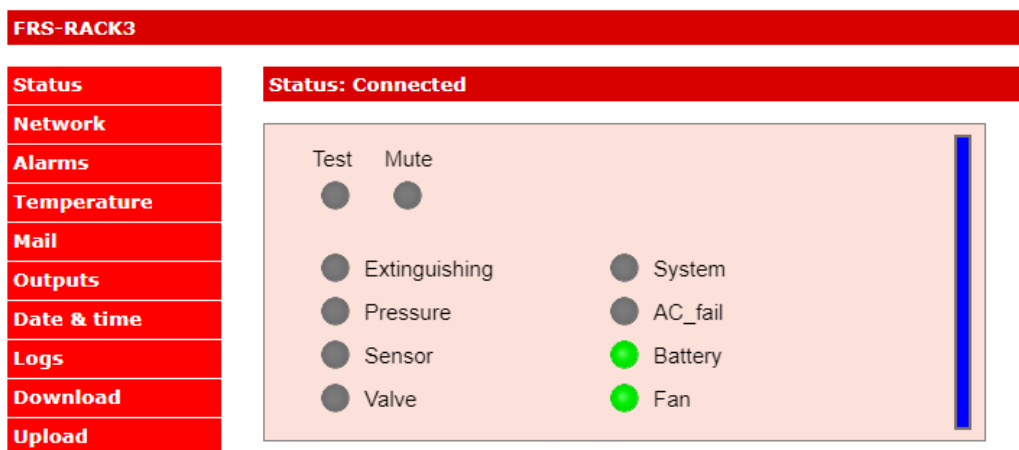 FRS-RACK3
Status
Network
Alarms
Temperature
Mail
Outputs
Date & time
Logs
Download
Upload
Status: Connected
Test Mute
Extinguishing System
Pressure AC_fail
Sensor Battery
Valve Fan